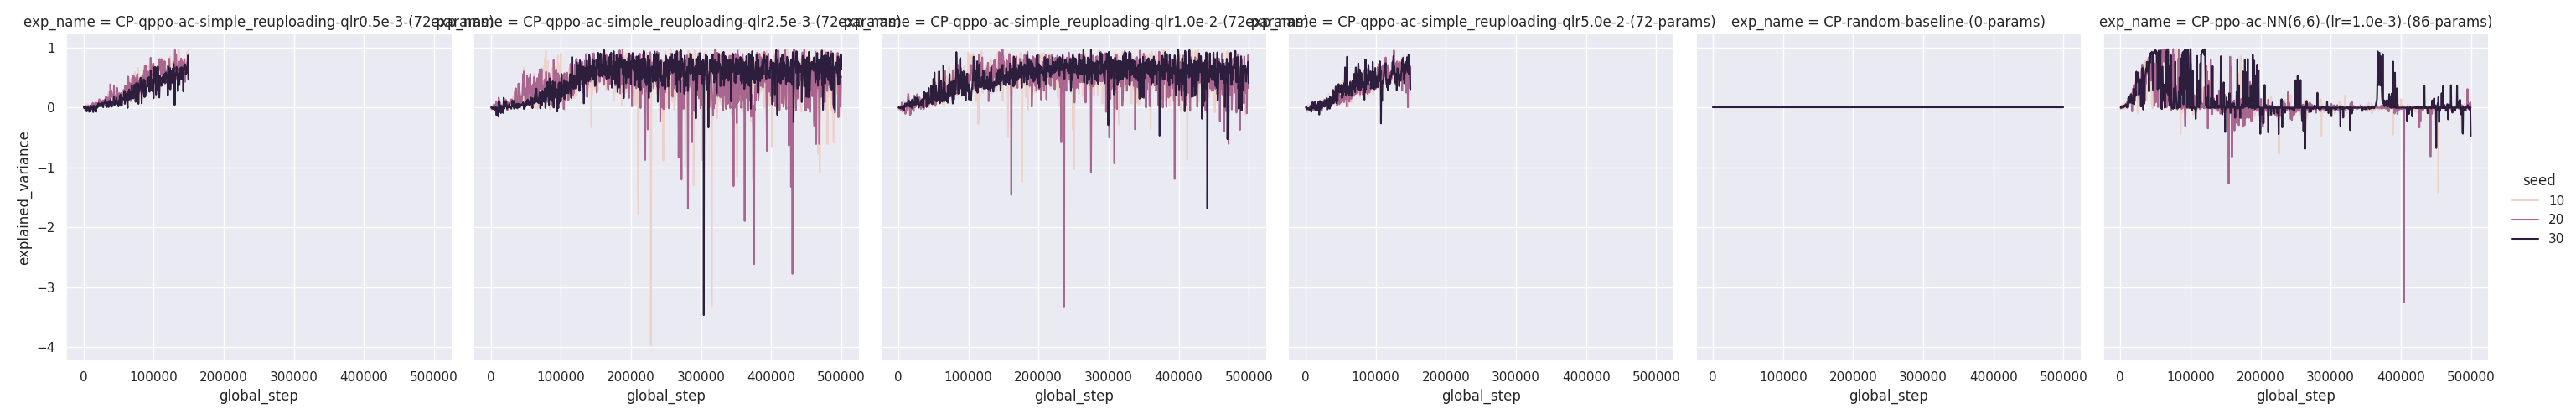 exp_name = CP-qppo-ac-simple_reuploading-qlr0.5e-3-(72-params)
exp_name = CP-qppo-ac-simple_reuploading-qlr2.5e-3-(72-params)
exp_name = CP-qppo-ac-simple_reuploading-qlr1.0e-2-(72-params)
exp_name = CP-qppo-ac-simple_reuploading-qlr5.0e-2-(72-params)
exp_name = CP-random-baseline-(0-params)
exp_name = CP-ppo-ac-NN(6,6)-(lr=1.0e-3)-(86-params)
explained_variance
1
0
−1
−2
−3
−4
0 100000 200000 300000 400000 500000
global_step
0 100000 200000 300000 400000 500000
global_step
0 100000 200000 300000 400000 500000
global_step
0 100000 200000 300000 400000 500000
global_step
0 100000 200000 300000 400000 500000
global_step
0 100000 200000 300000 400000 500000
global_step
seed
10
20
30